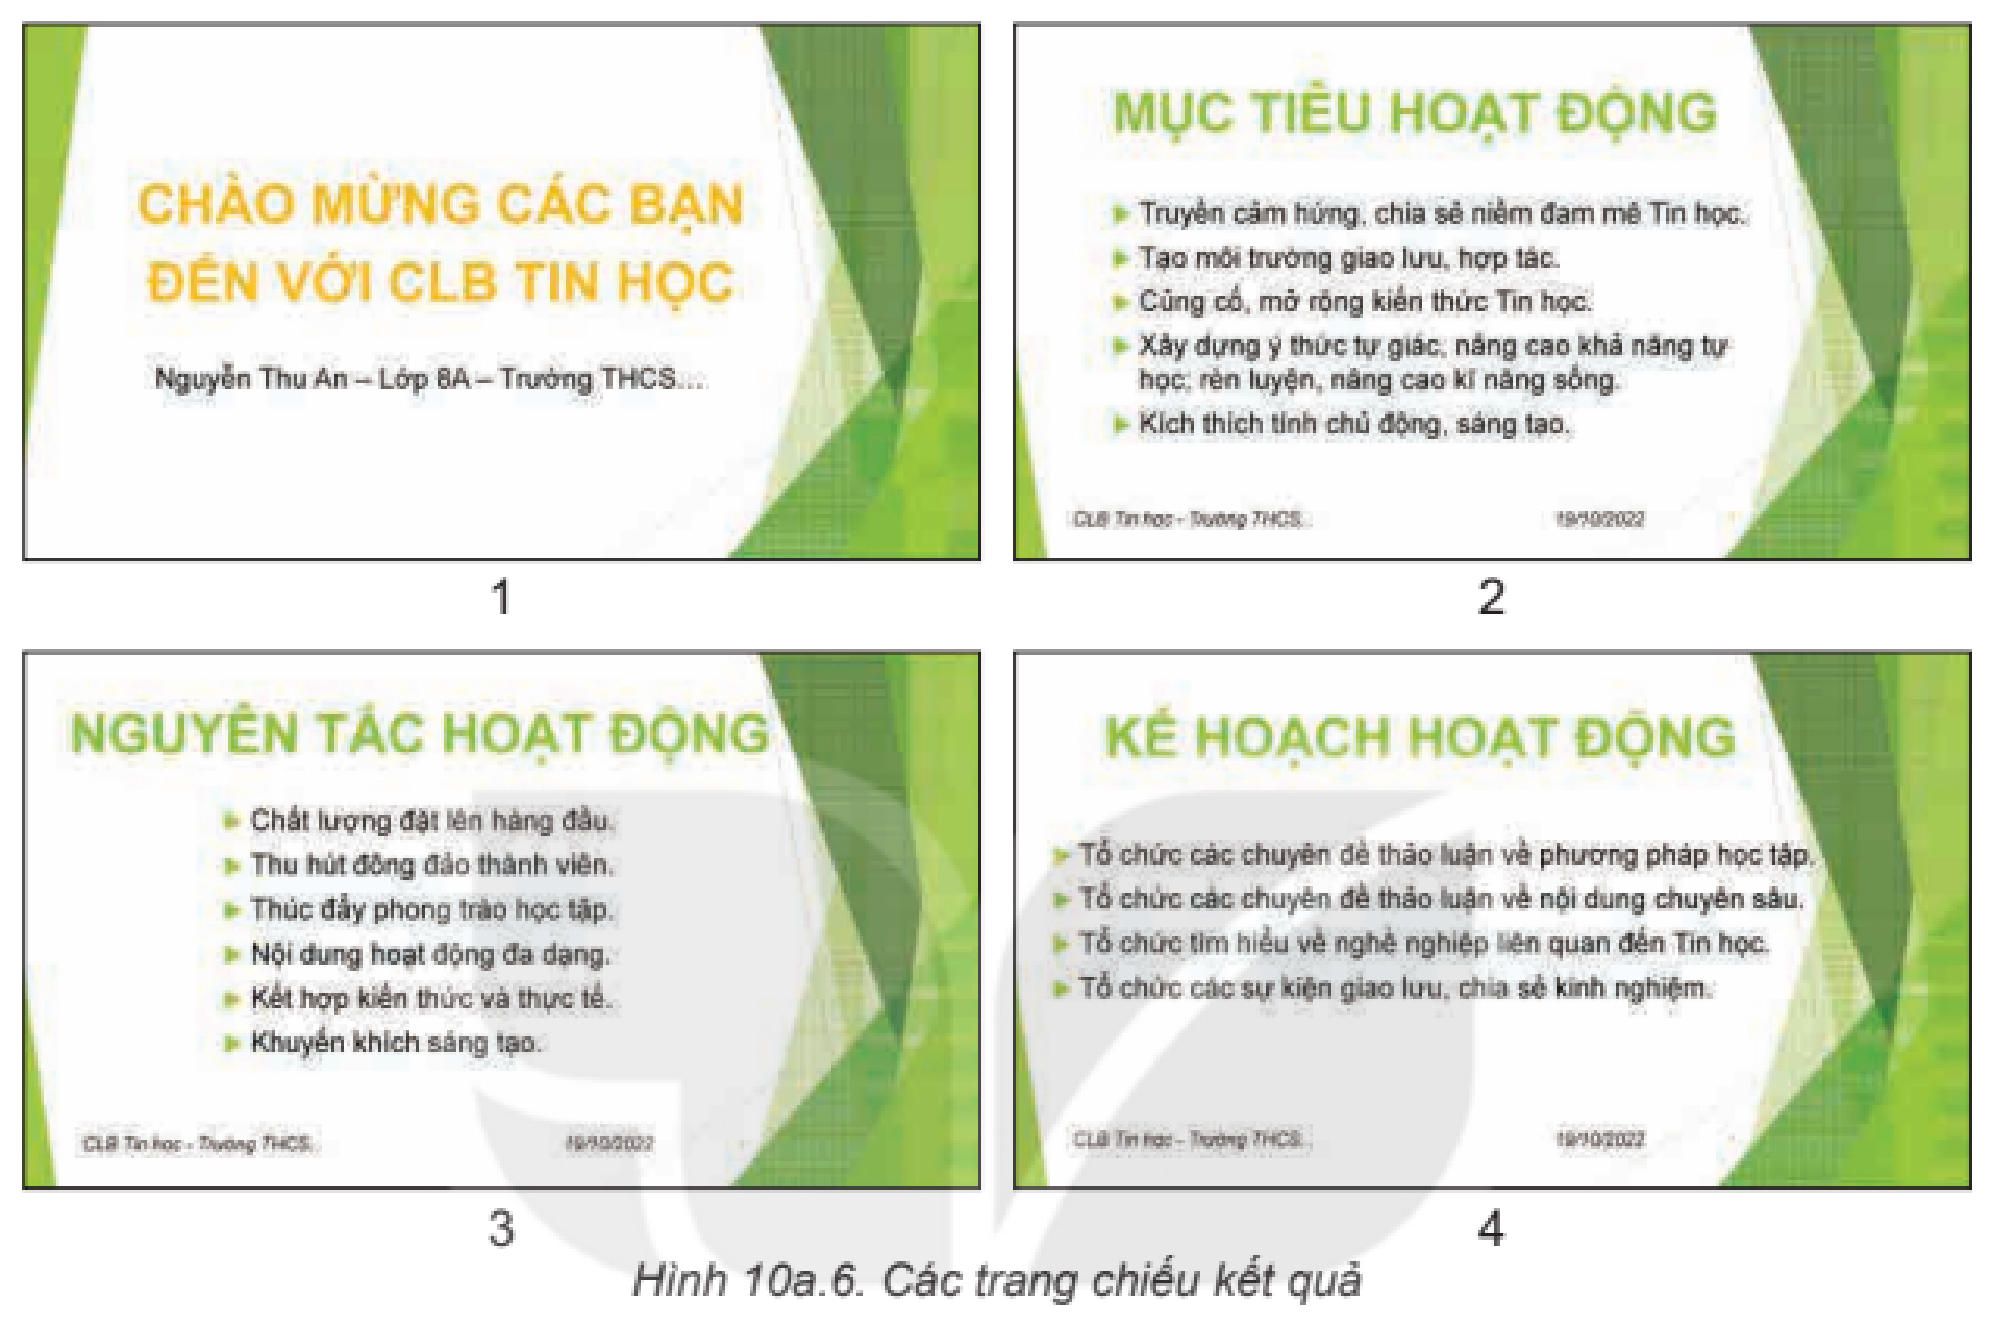 CHÀO MỪNG CÁC BẠN
ĐẾN VỚI CLB TIN HỌC
Nguyễn Thu An – Lớp 8A – Trường THCS...
1
MỤC TIÊU HOẠT ĐỘNG
Truyền cảm hứng, chia sẻ niềm đam mê Tin học.
Tạo môi trường giao lưu, hợp tác.
Củng cố, mở rộng kiến thức Tin học.
Xây dựng ý thức tự giác; nâng cao khả năng tự
học; rèn luyện, nâng cao kĩ năng sống.
Kích thích tính chủ động, sáng tạo.
CLB Tin học - Trường THCS...
19/10/2022
2
NGUYÊN TẮC HOẠT ĐỘNG
Chất lượng đặt lên hàng đầu.
Thu hút đông đảo thành viên.
Thúc đẩy phong trào học tập.
Nội dung hoạt động đa dạng.
Kết hợp kiến thức và thực tế.
Khuyến khích sáng tạo.
CLB Tin học - Trường THCS...
19/10/2022
3
KẾ HOẠCH HOẠT ĐỘNG
Tổ chức các chuyên đề thảo luận về phương pháp học tập.
Tổ chức các chuyên đề thảo luận về nội dung chuyên sâu.
Tổ chức tìm hiểu về nghề nghiệp liên quan đến Tin học.
Tổ chức các sự kiện giao lưu, chia sẻ kinh nghiệm.
CLB Tin học - Trường THCS...
19/10/2022
4
Hình 10a.6. Các trang chiếu kết quả